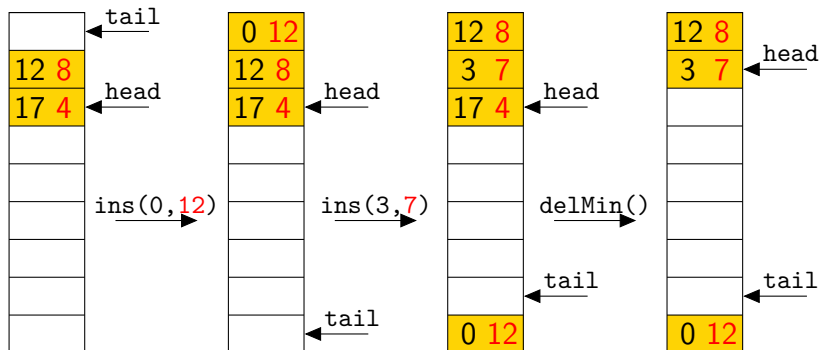 tail
0 12
12 8
12 8
12 8
12 8
3 7
3 7
head
17 4
head
17 4
head
17 4
head
ins(0,12)
ins(3,7)
delMin()
tail
tail
tail
0 12
0 12